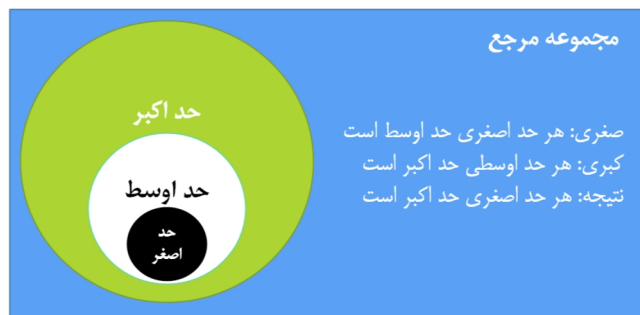 مجموعه مرجع
صغری: هر حد اصغری حد اوسط است
کبری: هر حد اوسطی حد اکبر است
نتیجه: هر حد اصغری حد اکبر است
حد اکبر
حد اوسط
حد
اصغر